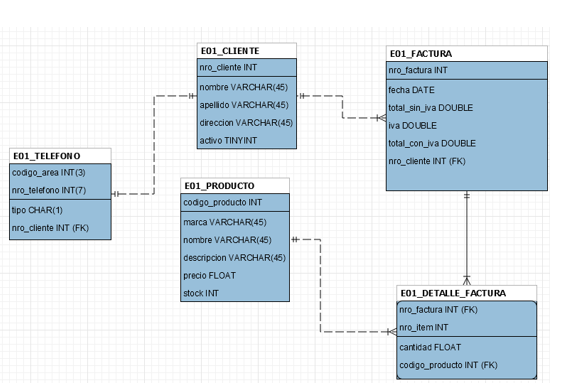 E01_CLIENTE
nro_cliente INT
nombre VARCHAR(45)
apellido VARCHAR(45)
direccion VARCHAR(45)
activo TINYINT
E01_FACTURA
nro_factura INT
fecha DATE
total_sin_iva DOUBLE
iva DOUBLE
total_con_iva DOUBLE
nro_cliente INT (FK)
E01_TELEFONO
codigo_area INT(3)
nro_telefono INT(7)
tipo CHAR(1)
nro_cliente INT (FK)
E01_PRODUCTO
codigo_producto INT
marca VARCHAR(45)
nombre VARCHAR(45)
descripcion VARCHAR(45)
precio FLOAT
stock INT
E01_DETALLE_FACTURA
nro_factura INT (FK)
nro_item INT
cantidad FLOAT
codigo_producto INT (FK)